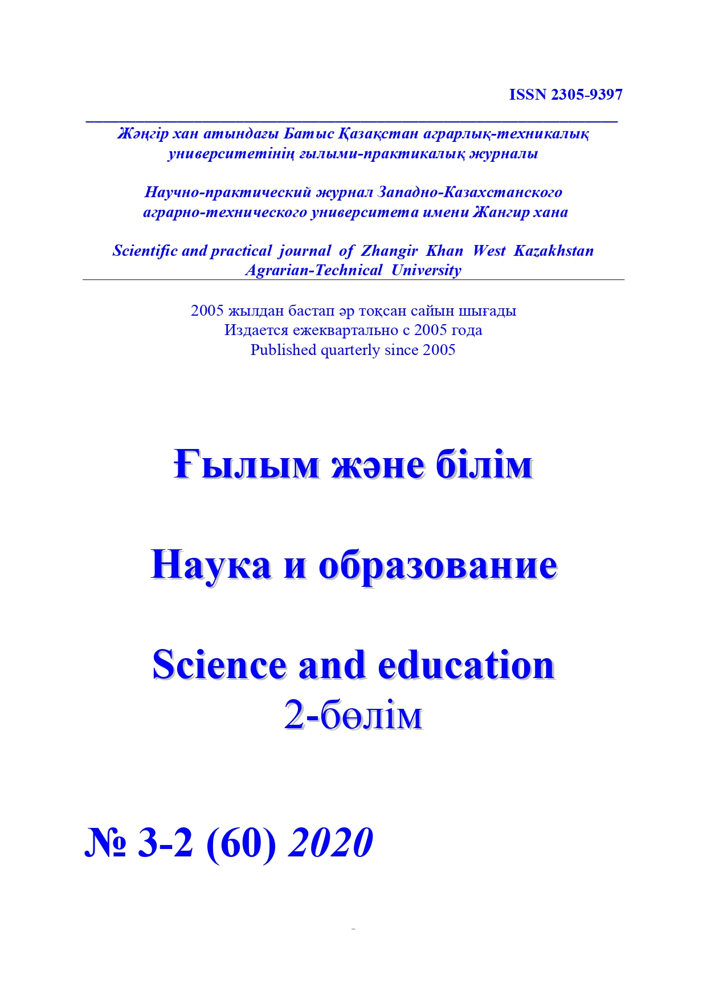 ISSN 2305-9397
Жәңгір хан атындағы Батыс Қазақстан аграрлық-техникалық
университетінің ғылыми-практикалық журналы
Научно-практический журнал Западно-Казахстанского
аграрно-технического университета имени Жангир хана
Scientific and practical journal of Zhangir Khan West Kazakhstan
Agrarian-Technical University
2005 жылдан бастап әр тоқсан сайын шығады
Издается ежеквартально с 2005 года
Published quarterly since 2005
Ғылым және білім
Наука и образование
Science and education
2-бөлім
№ 3-2 (60) 2020